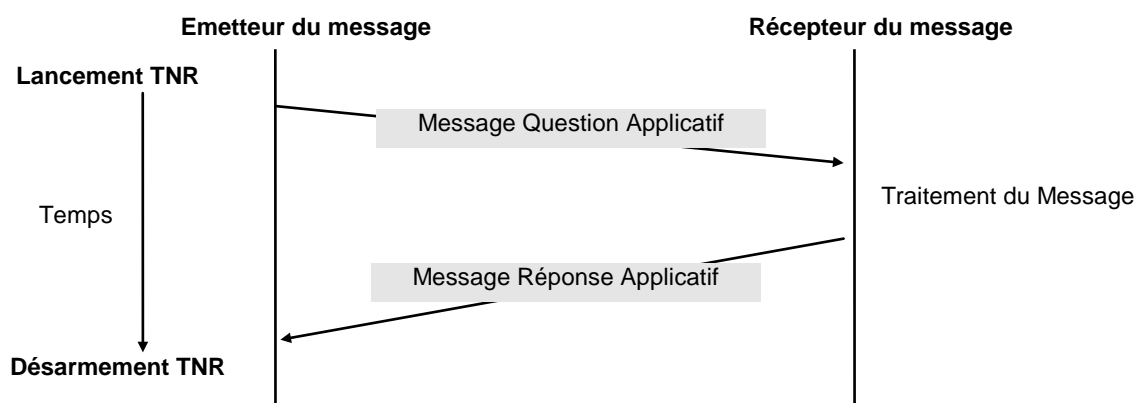 Emetteur du message
Récepteur du message
Lancement TNR
Message Question Applicatif
Traitement du Message
Temps
Message Réponse Applicatif
Désarmement TNR